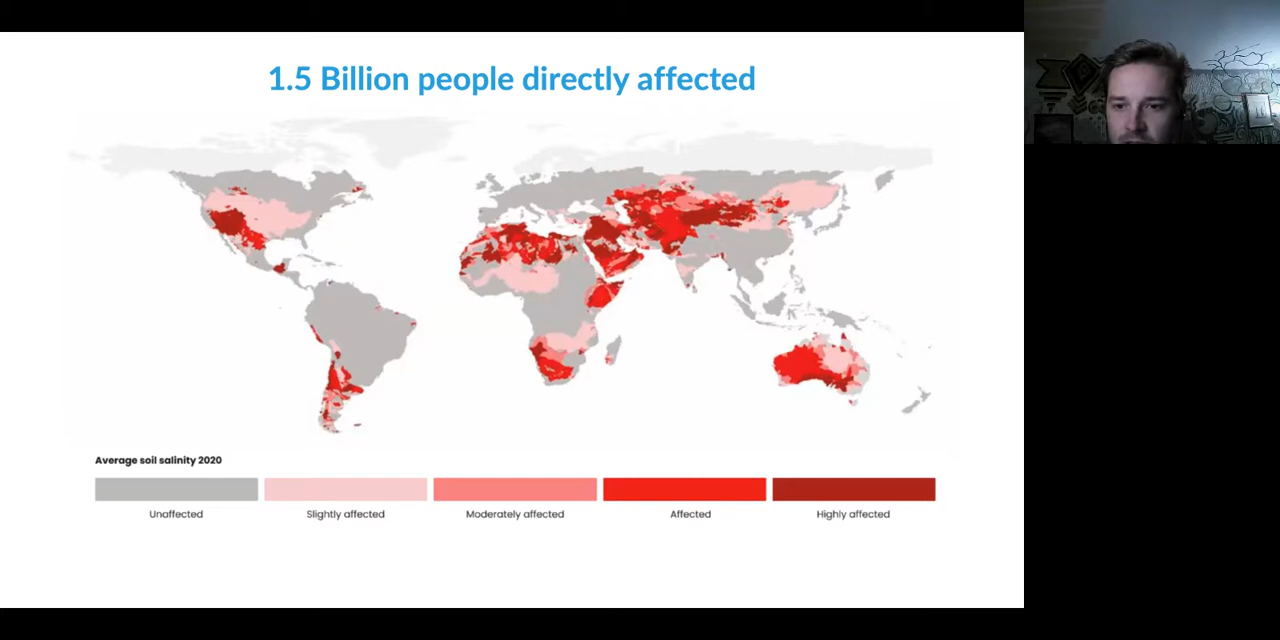 1.5 Billion people directly affected
Average soil salinity 2020
Unaffected
Slightly affected
Moderately affected
Affected
Highly affected